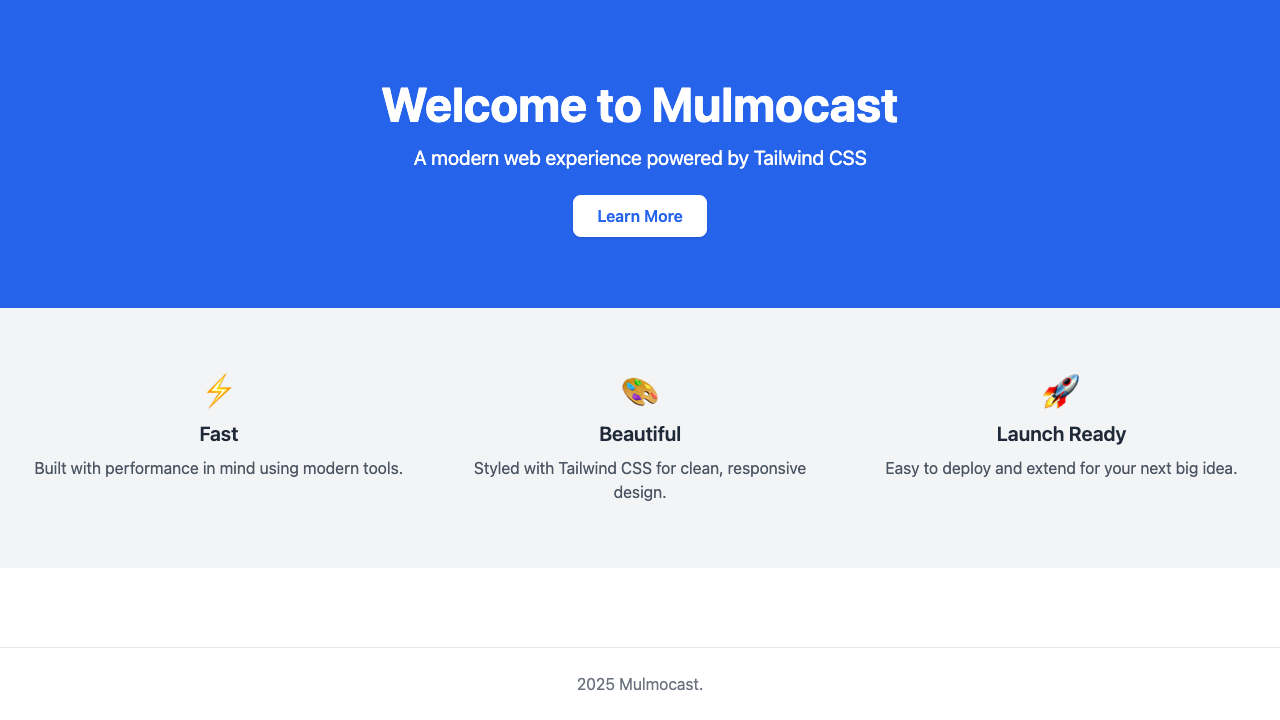 Welcome to Mulmocast
A modern web experience powered by Tailwind CSS
Learn More
Fast
Built with performance in mind using modern tools.
Beautiful
Styled with Tailwind CSS for clean, responsive
design.
Launch Ready
Easy to deploy and extend for your next big idea.
2025 Mulmocast.